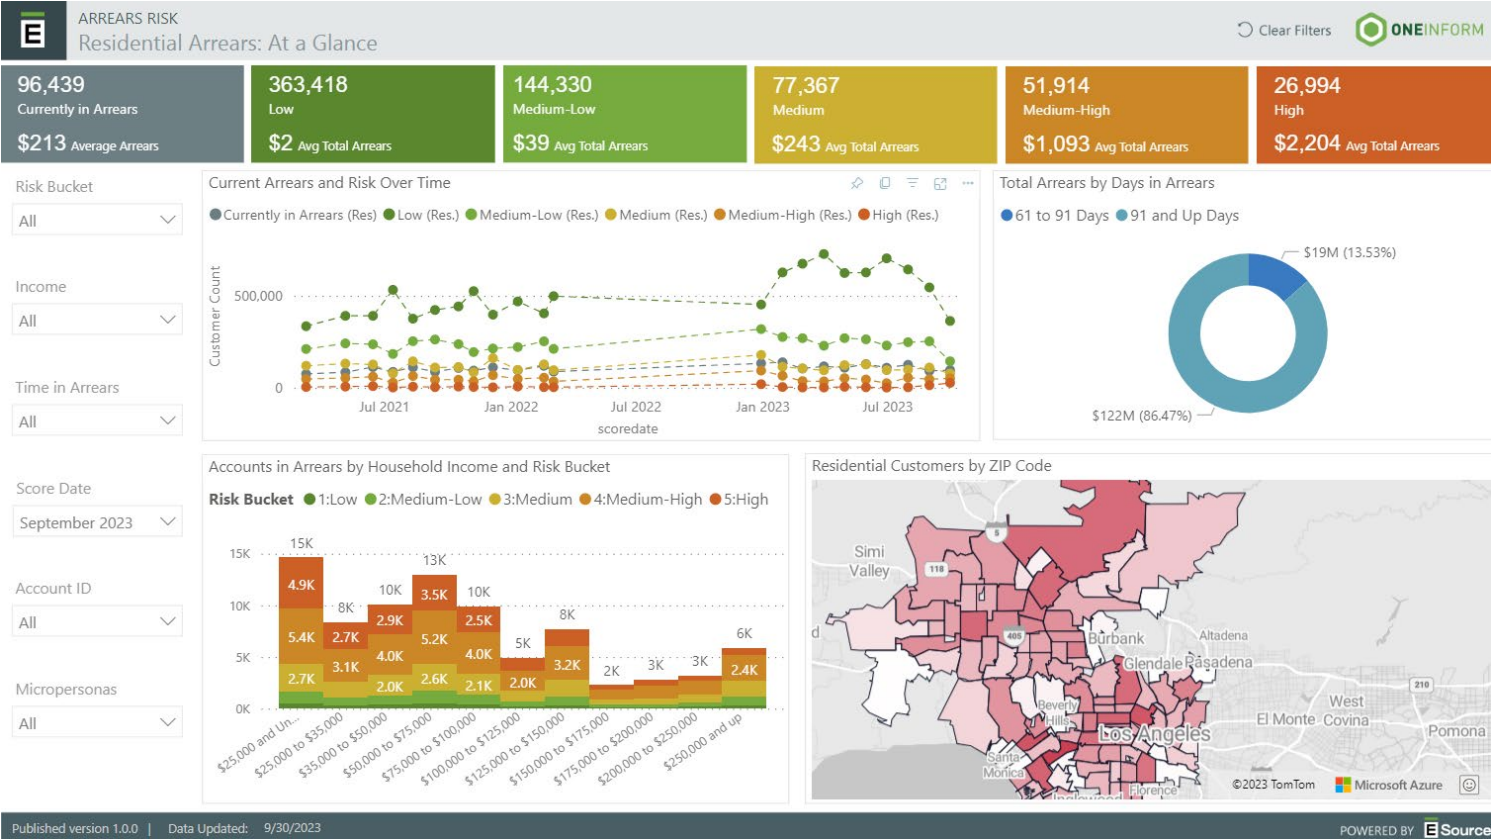 E
ARREARS RISK
Residential Arrears: At a Glance
Clear Filters
ONEINFORM
96,439
Currently in Arrears
$213 Average Arrears
363,418
Low
$2 Avg Total Arrears
144,330
Medium-Low
$39 Avg Total Arrears
77,367
Medium
$243 Avg Total Arrears
51,914
Medium-High
$1,093 Avg Total Arrears
26,994
High
$2,204 Avg Total Arrears
Risk Bucket
All
Income
All
Time in Arrears
All
Score Date
September 2023
Account ID
All
Micropersonas
All
Current Arrears and Risk Over Time
Currently in Arrears (Res) Low (Res.) Medium-Low (Res.) Medium (Res.) Medium-High (Res.) High (Res.)
Customer Count
500,000
0
Jul 2021 Jan 2022 Jul 2022 Jan 2023 Jul 2023
scoredate
Total Arrears by Days in Arrears
61 to 91 Days 91 and Up Days
$19M (13.53%)
$122M (86.47%)
Accounts in Arrears by Household Income and Risk Bucket
Risk Bucket 1:Low 2:Medium-Low 3:Medium 4:Medium-High 5:High
15K
10K
5K
0K
15K
4.9K
5.4K
2.7K
8K
2.7K
3.1K
10K
2.9K
4.0K
2.0K
13K
3.5K
5.2K
2.6K
10K
2.5K
4.0K
2.1K
5K
2.0K
8K
3.2K
2K
3K
3K
6K
2.4K
$25,000 and Un...
$25,000 to $35,000
$35,000 to $50,000
$50,000 to $75,000
$75,000 to $100,000
$100,000 to $125,000
$125,000 to $150,000
$150,000 to $175,000
$175,000 to $200,000
$200,000 to $250,000
$250,000 and up
Residential Customers by ZIP Code
5
Simi
Valley
118
405
Burbank
Altadena
Glendale
Pasadena
210
West
Covina
El Monte
Beverly
Hills
Los Angeles
Pomona
Santa
Monica
Florence
Inglewood
©2023 TomTom
Microsoft Azure
Published version 1.0.0 | Data Updated: 9/30/2023
POWERED BY E Source